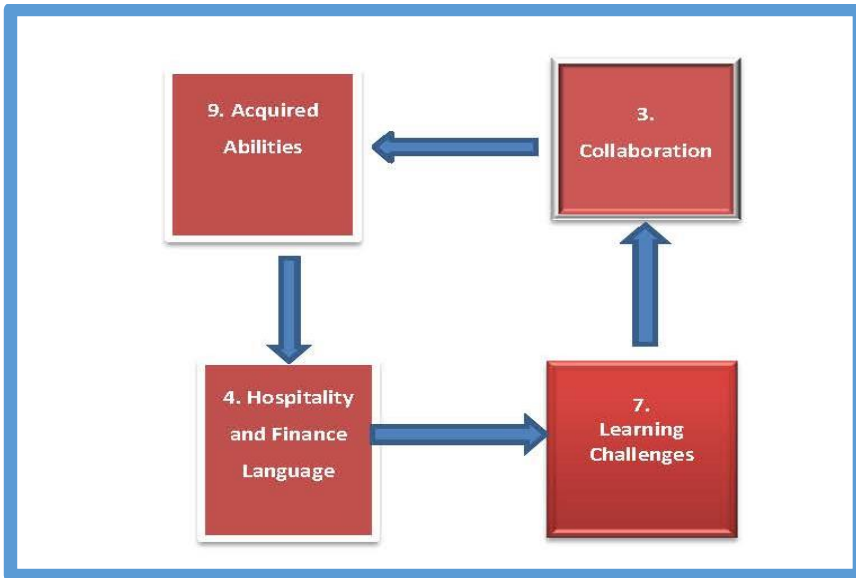 9. Acquired
Abilities
3.
Collaboration
4. Hospitality
and Finance
Language
7.
Learning
Challenges